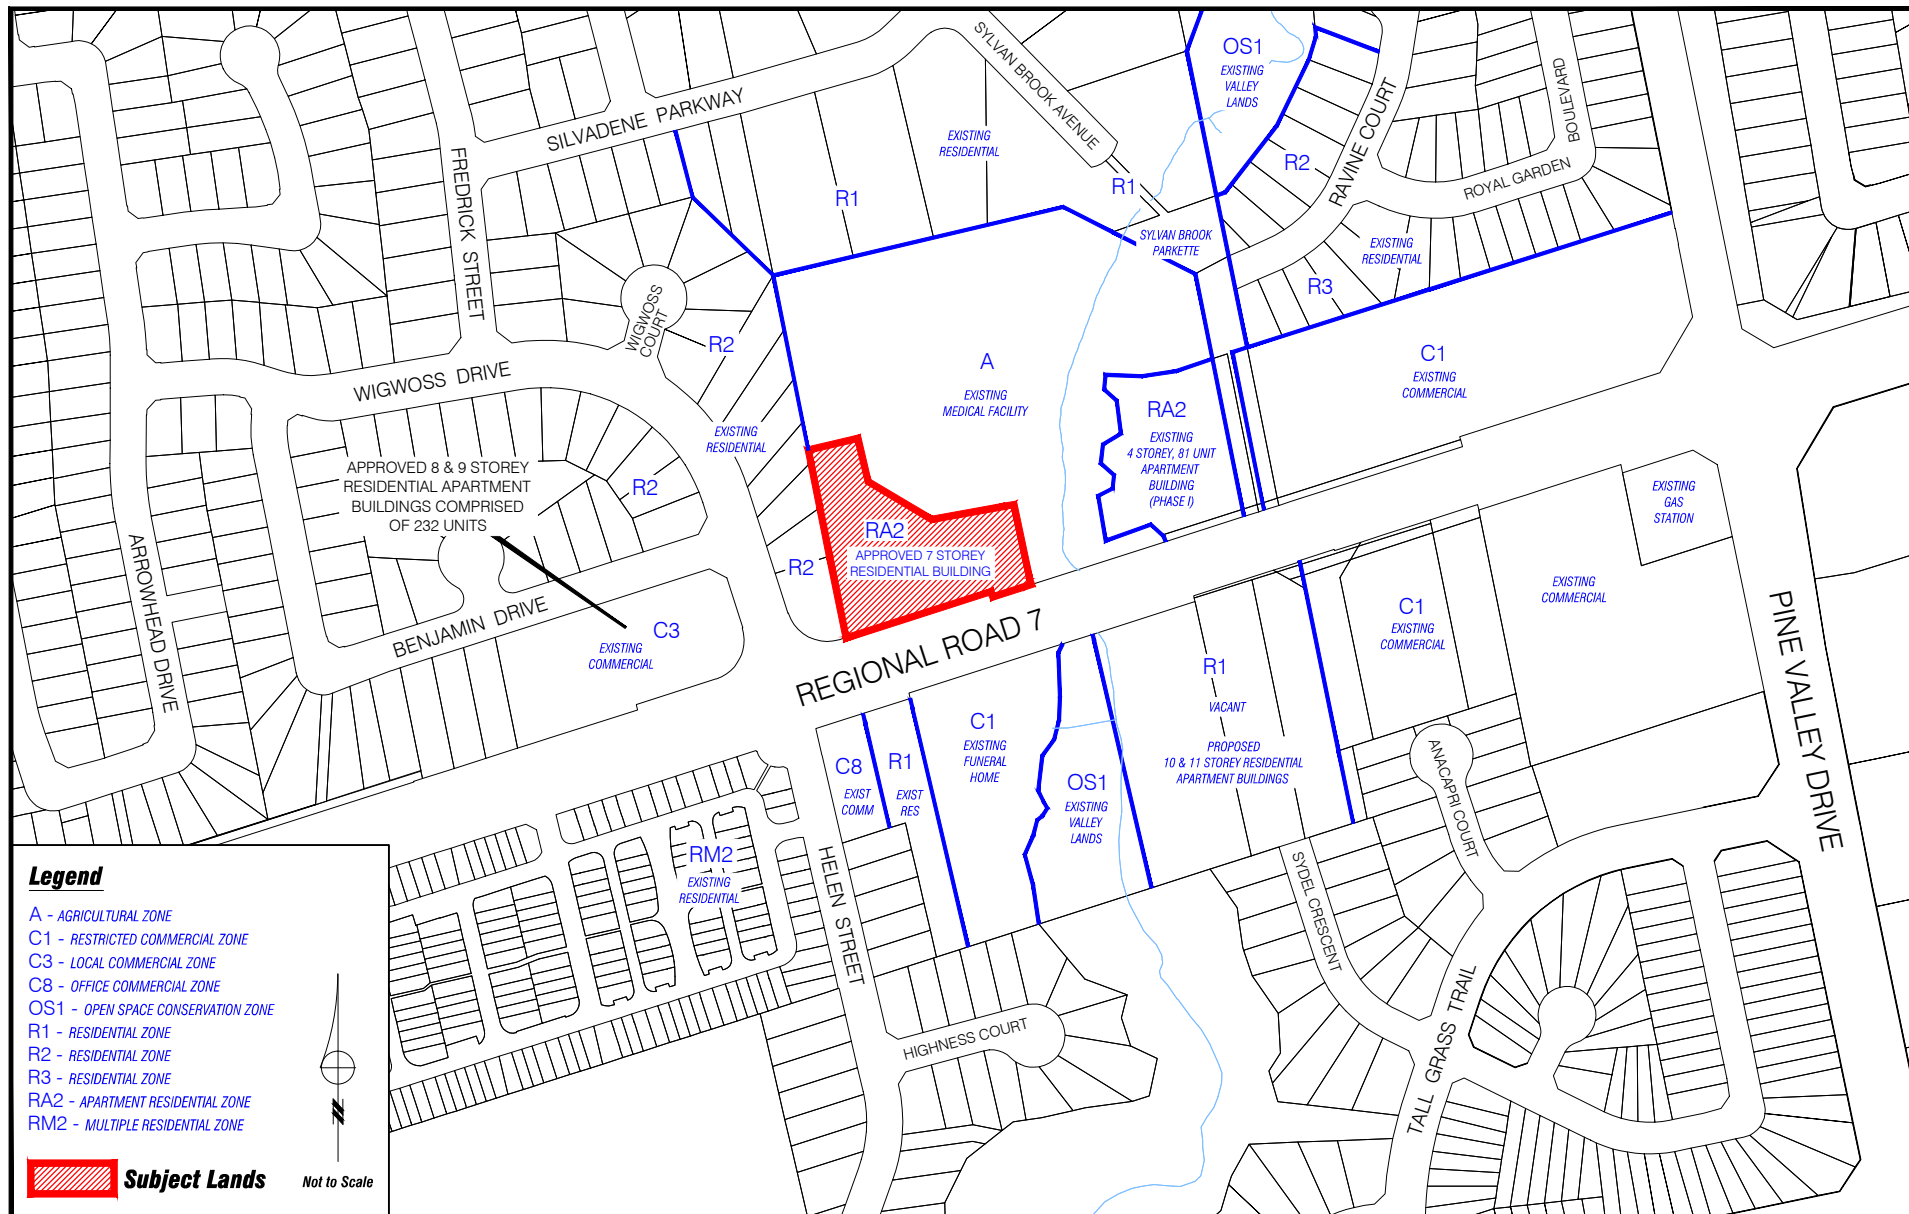 OS1
EXISTING
VALLEY
LANDS
SYLVAN BROOK AVENUE
BOULEVARD
SILVADENE PARKWAY
EXISTING
RESIDENTIAL
RAVINE COURT
R2
ROYAL GARDEN
R1
R1
FREDRICK STREET
SYLVAN BROOK
PARKETTE
EXISTING
RESIDENTIAL
R3
WIGWOSS
COURT
R2
A
EXISTING
MEDICAL FACILITY
C1
EXISTING
COMMERCIAL
WIGWOSS DRIVE
RA2
EXISTING
4 STOREY, 81 UNIT
APARTMENT
BUILDING
(PHASE I)
EXISTING
RESIDENTIAL
APPROVED 8 & 9 STOREY
RESIDENTIAL APARTMENT
BUILDINGS COMPRISED
OF 232 UNITS
R2
EXISTING
GAS
STATION
RA2
APPROVED 7 STOREY
RESIDENTIAL BUILDING
R2
ARROWHEAD DRIVE
BENJAMIN DRIVE
C3
EXISTING
COMMERCIAL
REGIONAL ROAD 7
EXISTING
COMMERCIAL
C1
EXISTING
COMMERCIAL
PINE VALLEY DRIVE
R1
VACANT
PROPOSED
10 & 11 STOREY RESIDENTIAL
APARTMENT BUILDINGS
C1
EXISTING
FUNERAL
HOME
C8
EXIST
COMM
R1
EXIST
RES
OS1
EXISTING
VALLEY
LANDS
ANACAPRI COURT
RM2
EXISTING
RESIDENTIAL
HELEN STREET
SYDEL CRESCENT
TALL GRASS TRAIL
HIGHNESS COURT
Legend
A - AGRICULTURAL ZONE
C1 - RESTRICTED COMMERCIAL ZONE
C3 - LOCAL COMMERCIAL ZONE
C8 - OFFICE COMMERCIAL ZONE
OS1 - OPEN SPACE CONSERVATION ZONE
R1 - RESIDENTIAL ZONE
R2 - RESIDENTIAL ZONE
R3 - RESIDENTIAL ZONE
RA2 - APARTMENT RESIDENTIAL ZONE
RM2 - MULTIPLE RESIDENTIAL ZONE
N
Subject Lands
Not to Scale